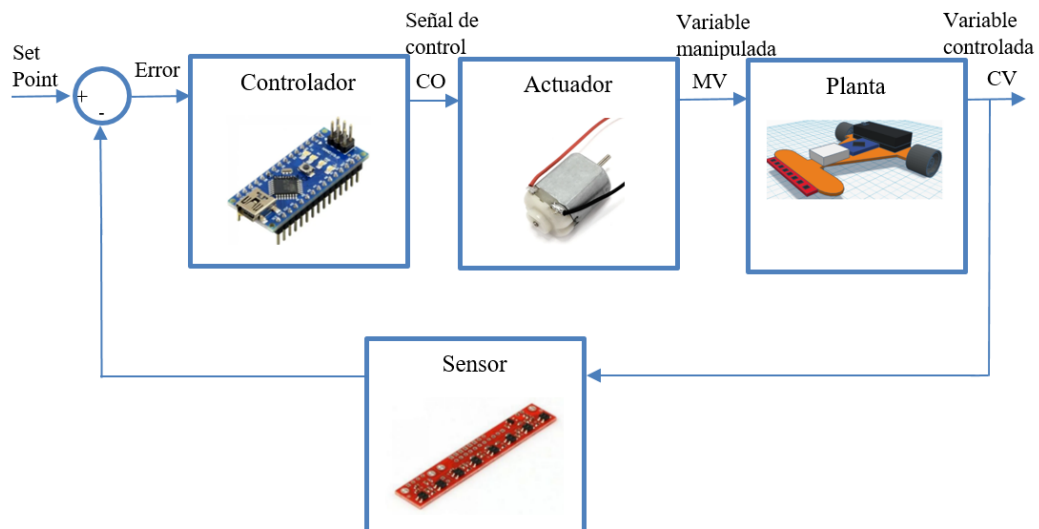 Set
Point
+
-
Error
Controlador
Señal de
control
CO
Actuador
Variable
manipulada
MV
Planta
Variable
controlada
CV
Sensor